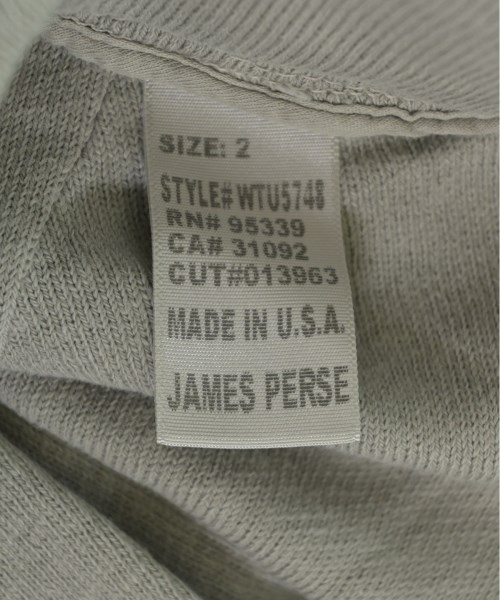 SIZE: 2
STYLE# WTU5748
RN# 95339
CA# 31092
CUT#013963
MADE IN U.S.A.
JAMES PERSE